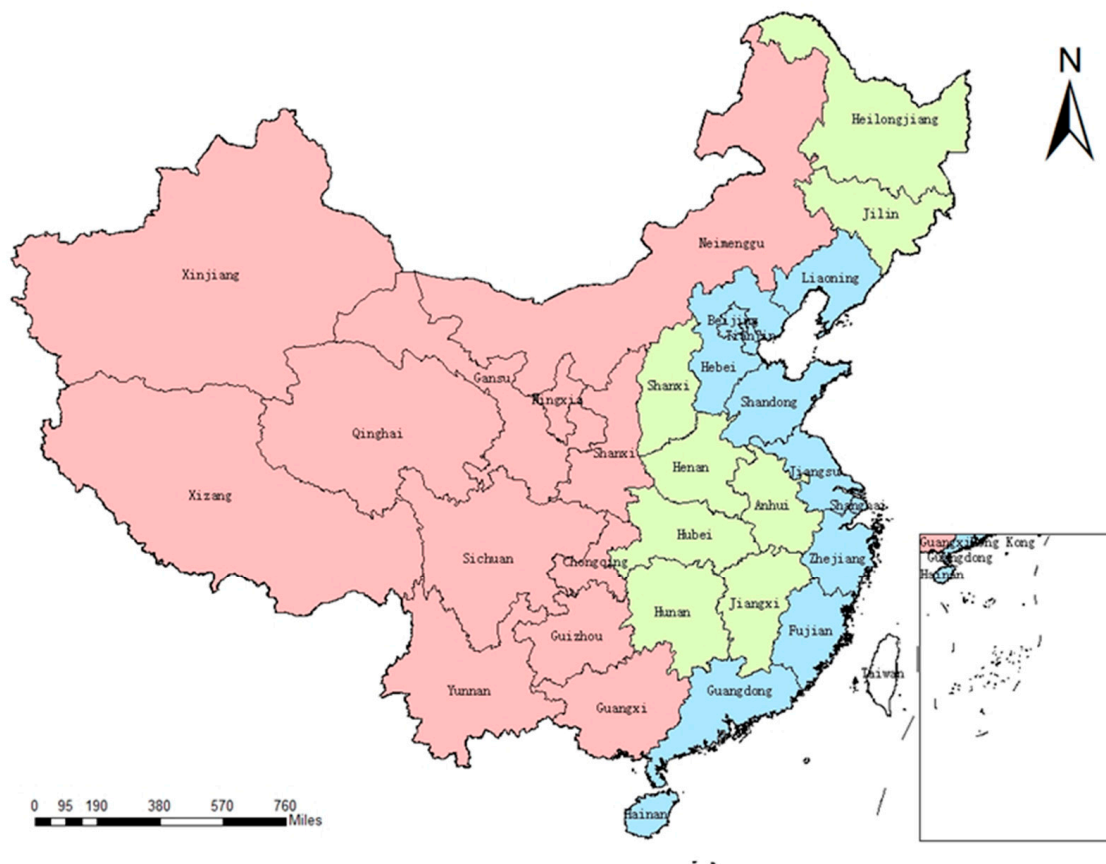 N
Heilongjiang
Jilin
Neimenggu
Liaoning
Xinjiang
Beijing
Tianjin
Hebei
Gansu
Shanxi
Ningxia
Shandong
Qinghai
Shanxi
Henan
Jiangsu
Xizang
Anhui
Shanghai
Hubei
Sichuan
Chongqing
Zhejiang
Hunan
Jiangxi
Guizhou
Fujian
Taiwan
Yunnan
Guangxi
Guangdong
Hainan
Guangxi Hong Kong
Guangdong
Hainan
0 95 190 380 570 760
Miles